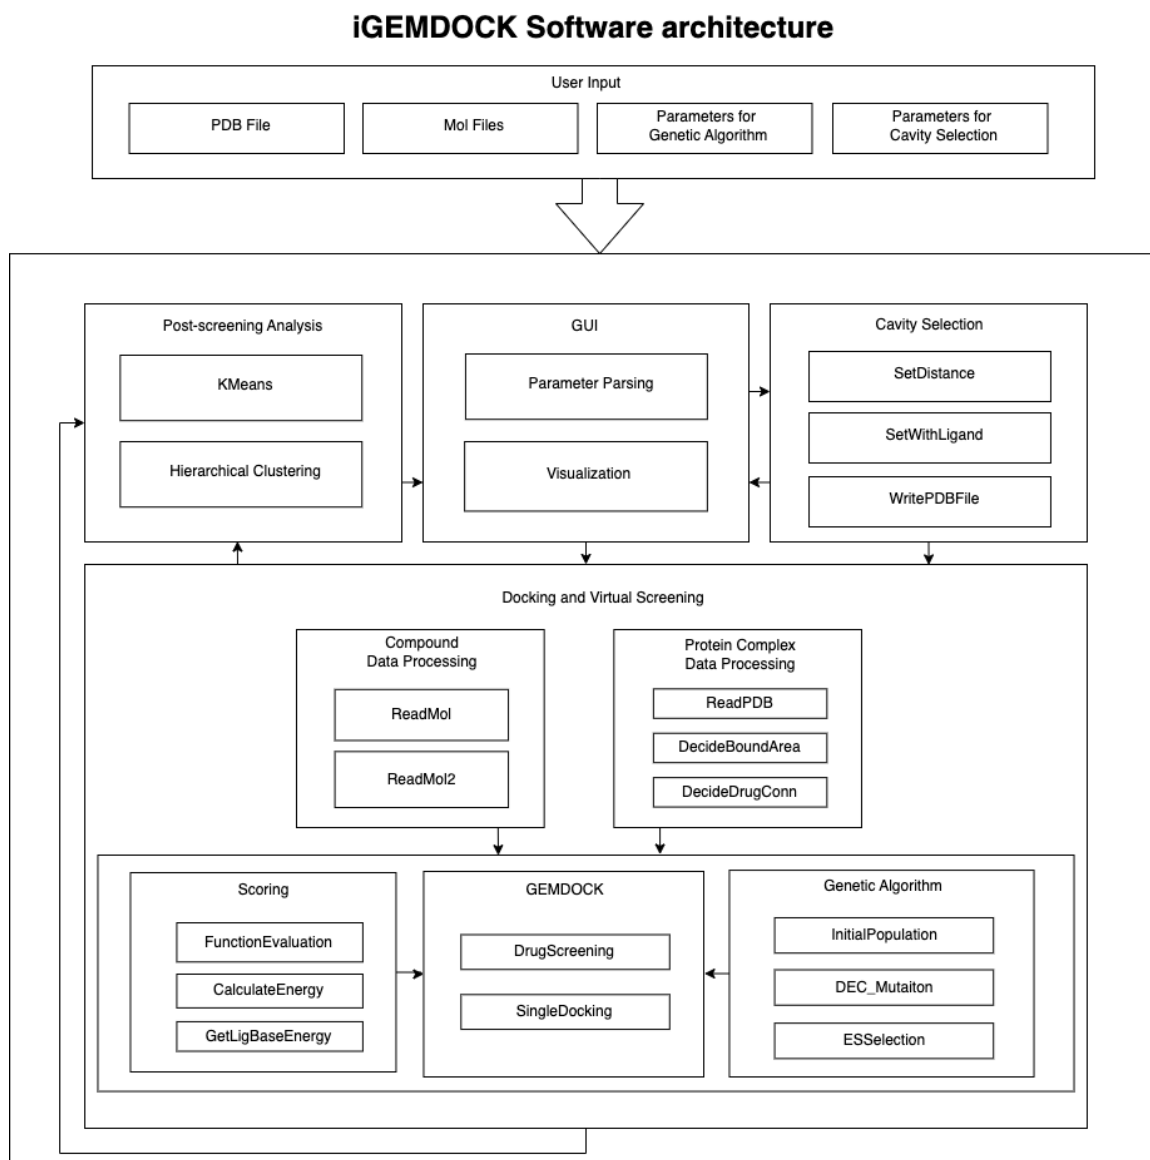 iGEMDOCK Software architecture
User Input
PDB File
Mol Files
Parameters for
Genetic Algorithm
Parameters for
Cavity Selection
Post-screening Analysis
KMeans
Hierarchical Clustering
GUI
Parameter Parsing
Visualization
Cavity Selection
SetDistance
SetWithLigand
WritePDBFile
Docking and Virtual Screening
Compound
Data Processing
ReadMol
ReadMol2
Protein Complex
Data Processing
ReadPDB
DecideBoundArea
DecideDrugConn
Scoring
FunctionEvaluation
CalculateEnergy
GetLigBaseEnergy
GEMDOCK
DrugScreening
SingleDocking
Genetic Algorithm
InitialPopulation
DEC_Mutaiton
ESSelection